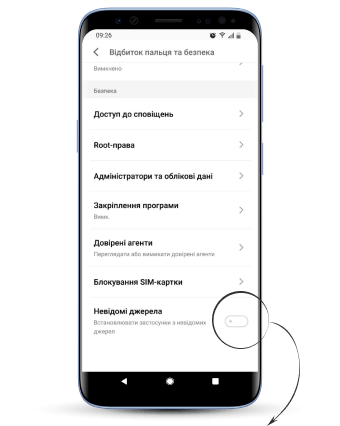 09:26
Відбиток пальця та безпека
Вимкнено
Безпека
Доступ до сповіщень
Root-права
Адміністратори та облікові дані
Закріплення програми
Вимк.
Довірені агенти
Переглядати або вимикати довірені агенти
Блокування SIM-картки
Невідомі джерела
Встановлювати застосунки з невідомих
джерел